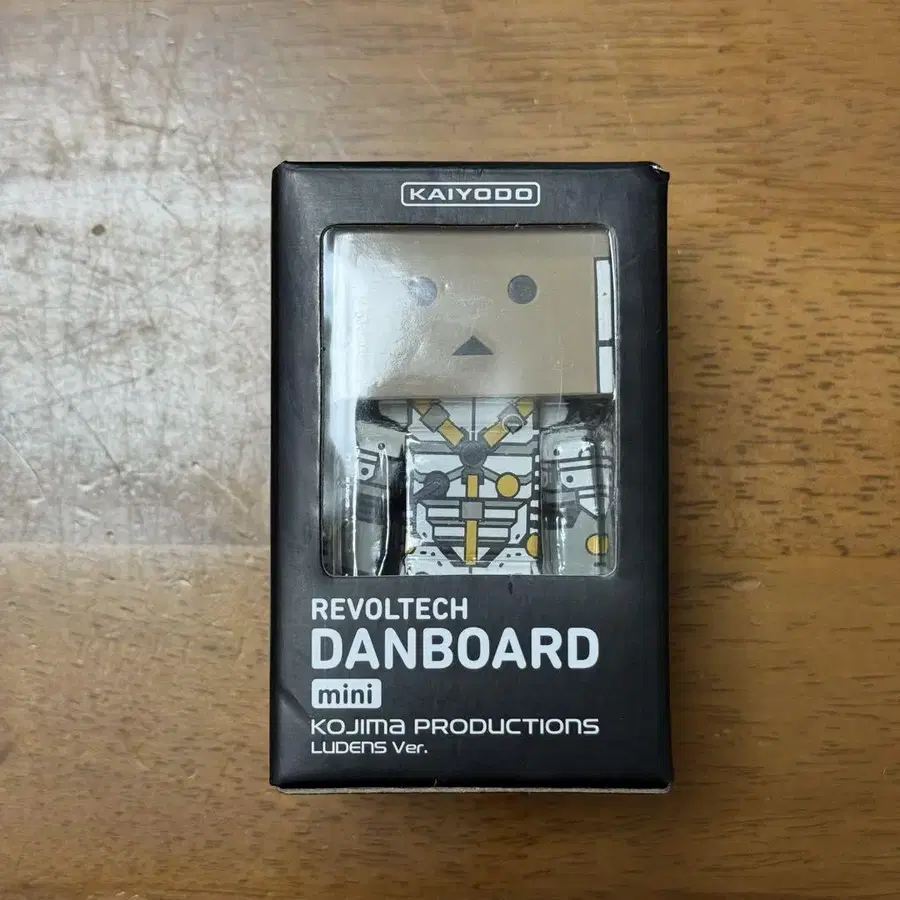 KAIYODO
REVOLTECH
DANBOARD
mini
KOJIMa PRODUCTIONS
LUDENS Ver.